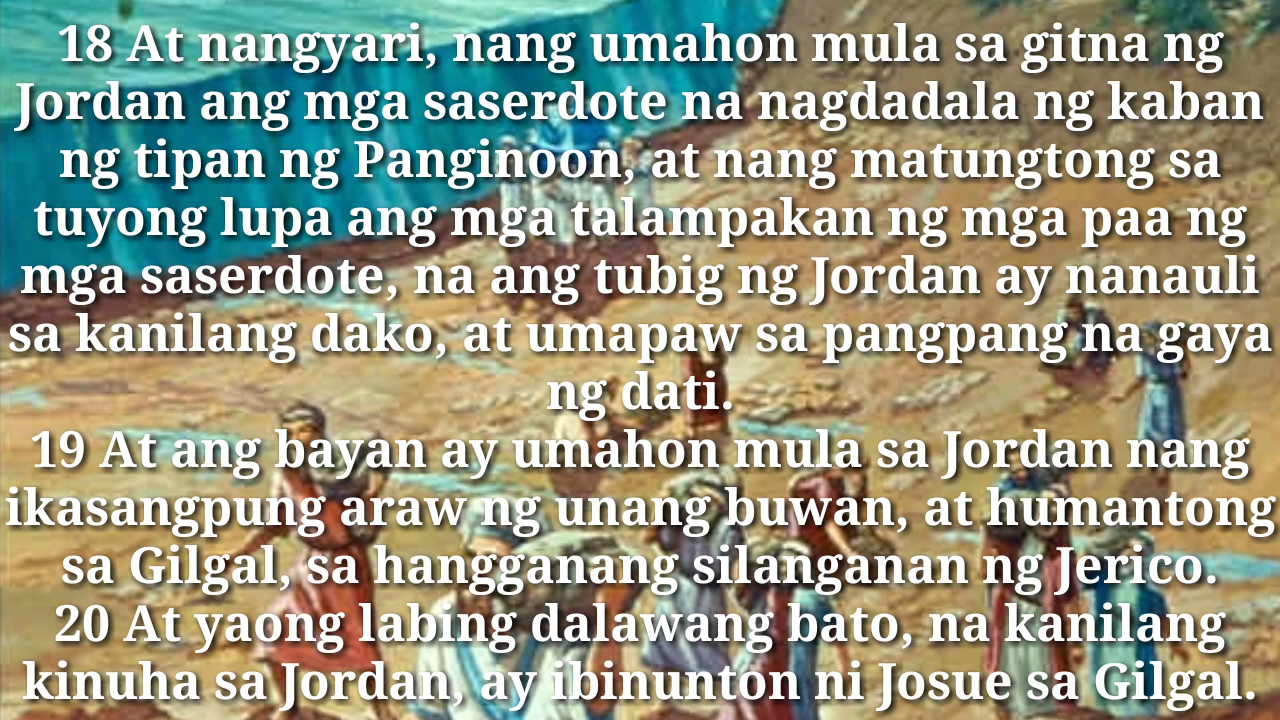 18 At nangyari, nang umahon mula sa gitna ng
Jordan ang mga saserdote na nagdadala ng kaban
ng tipan ng Panginoon, at nang matungtong sa
tuyong lupa ang mga talampakan ng mga paa ng
mga saserdote, na ang tubig ng Jordan ay nanauli
sa kanilang dako, at umapaw sa pangpang na gaya
ng dati.
19 At ang bayan ay umahon mula sa Jordan nang
ikasangpung araw ng unang buwan, at humantong
sa Gilgal, sa hangganang silanganan ng Jerico.
20 At yaong labing dalawang bato, na kanilang
kinuha sa Jordan, ay ibinunton ni Josue sa Gilgal.